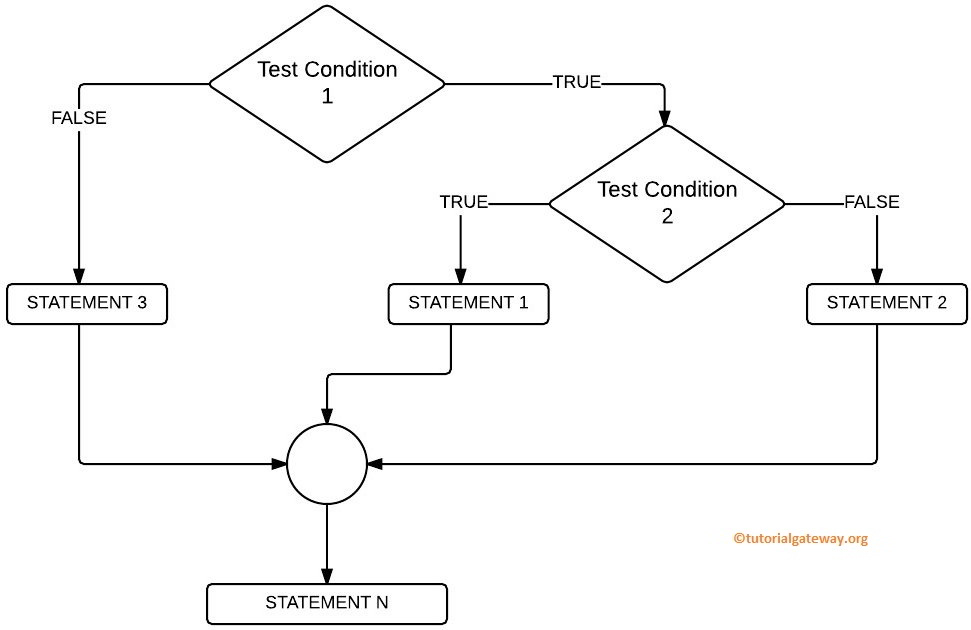 Test Condition
1
TRUE
FALSE
Test Condition
2
TRUE
FALSE
STATEMENT 3
STATEMENT 1
STATEMENT 2
©tutorialgateway.org
STATEMENT N